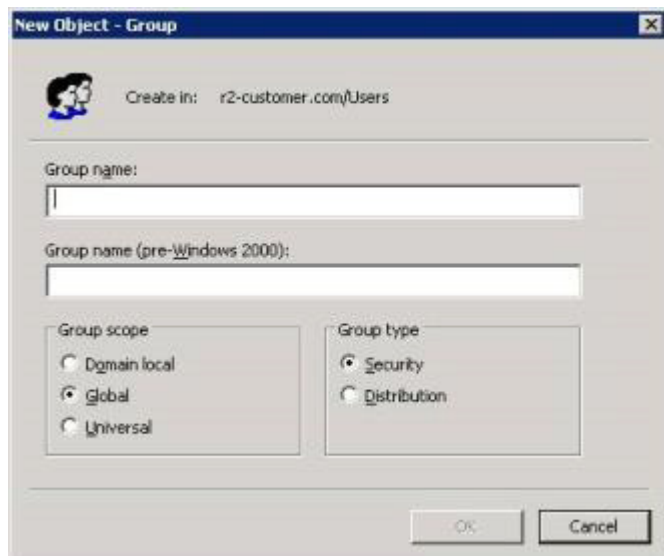 New Object - Group
Create in: r2-customer.com/Users
Group name:
Group name (pre-Windows 2000):
Group scope
Domain local
Global
Universal
Group type
Security
Distribution
OK
Cancel